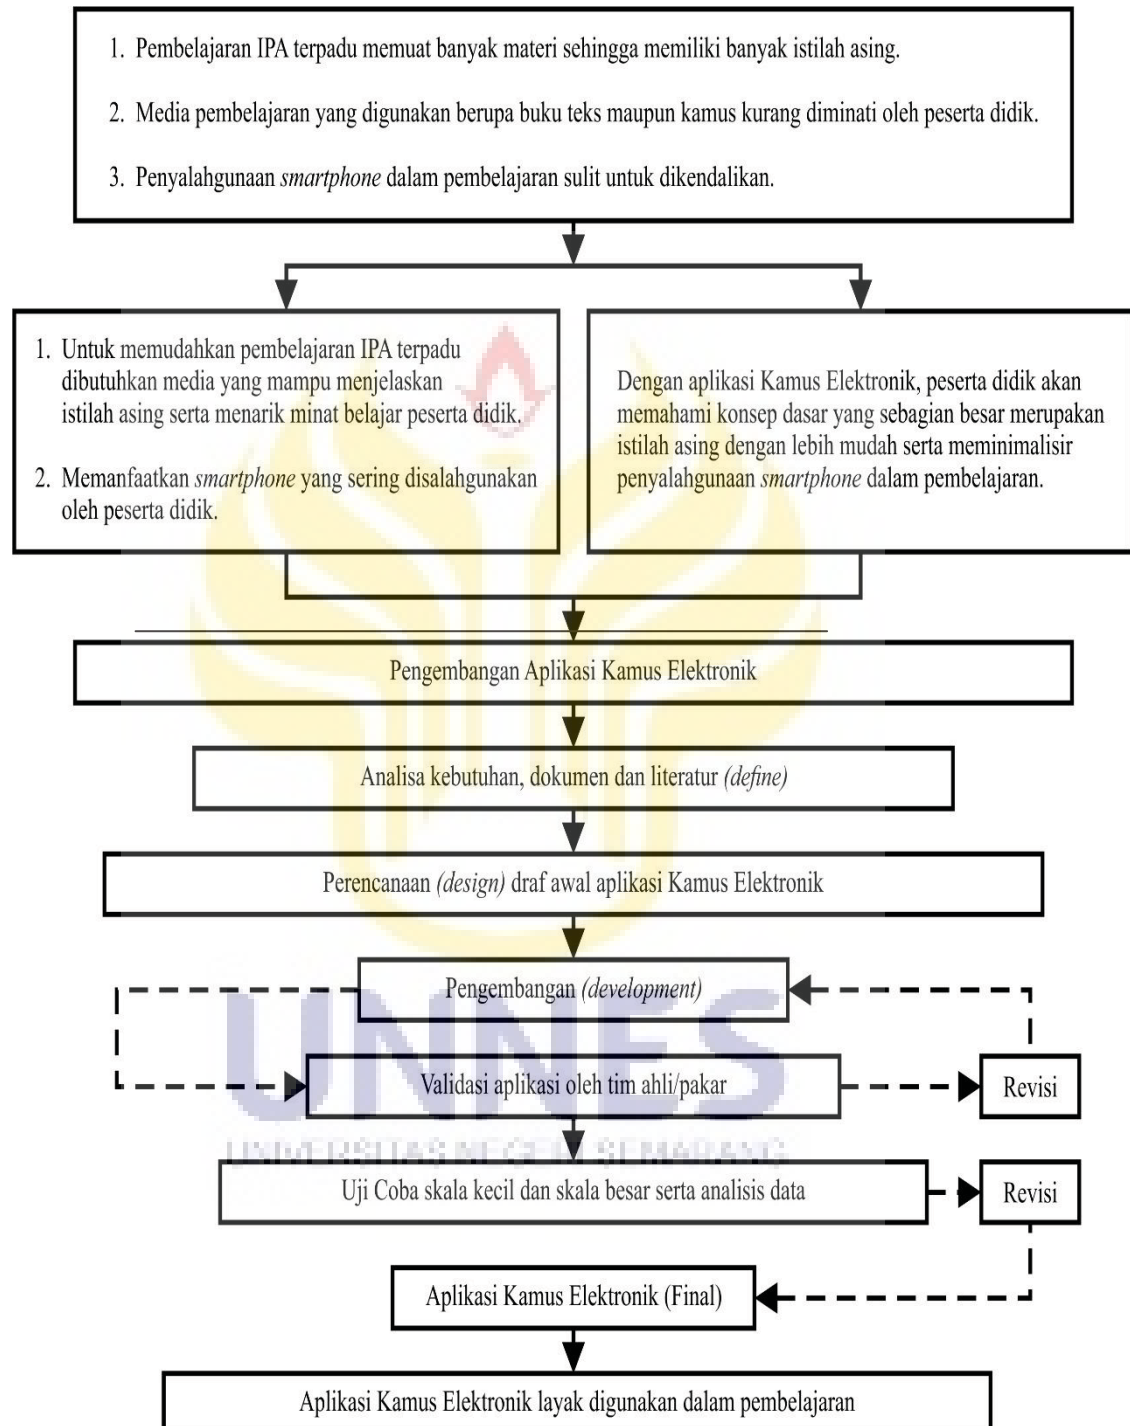 1. Pembelajaran IPA terpadu memuat banyak materi sehingga memiliki banyak istilah asing.
2. Media pembelajaran yang digunakan berupa buku teks maupun kamus kurang diminati oleh peserta didik.
3. Penyalahgunaan smartphone dalam pembelajaran sulit untuk dikendalikan.
1. Untuk memudahkan pembelajaran IPA terpadu
dibutuhkan media yang mampu menjelaskan
istilah asing serta menarik minat belajar peserta didik.
2. Memanfaatkan smartphone yang sering disalahgunakan
oleh peserta didik.
Dengan aplikasi Kamus Elektronik, peserta didik akan
memahami konsep dasar yang sebagian besar merupakan
istilah asing dengan lebih mudah serta meminimalisir
penyalahgunaan smartphone dalam pembelajaran.
Pengembangan Aplikasi Kamus Elektronik
Analisa kebutuhan, dokumen dan literatur (define)
Perencanaan (design) draf awal aplikasi Kamus Elektronik
Pengembangan (development)
Validasi aplikasi oleh tim ahli/pakar
Revisi
UNNES
UNIVERSITAS NEGERI SEMARANG
Uji Coba skala kecil dan skala besar serta analisis data
Revisi
Aplikasi Kamus Elektronik (Final)
Aplikasi Kamus Elektronik layak digunakan dalam pembelajaran